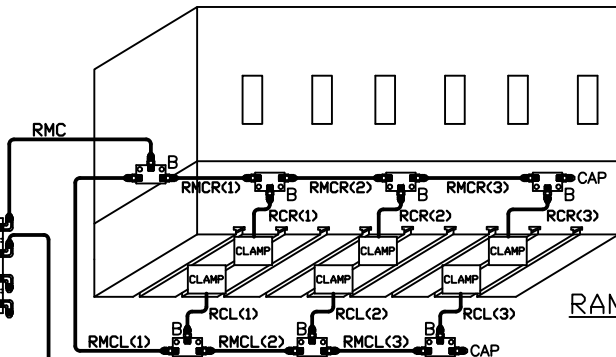 RMC
B
CAP
RMCR(1) RMCR(2) RMCR(3)
B B B
RCR(1) RCR(2) RCR(3)
CLAMP CLAMP CLAMP
CLAMP CLAMP CLAMP
RAM
RCL(1) RCL(2) RCL(3)
B B B
RMCL(1) RMCL(2) RMCL(3)
CAP